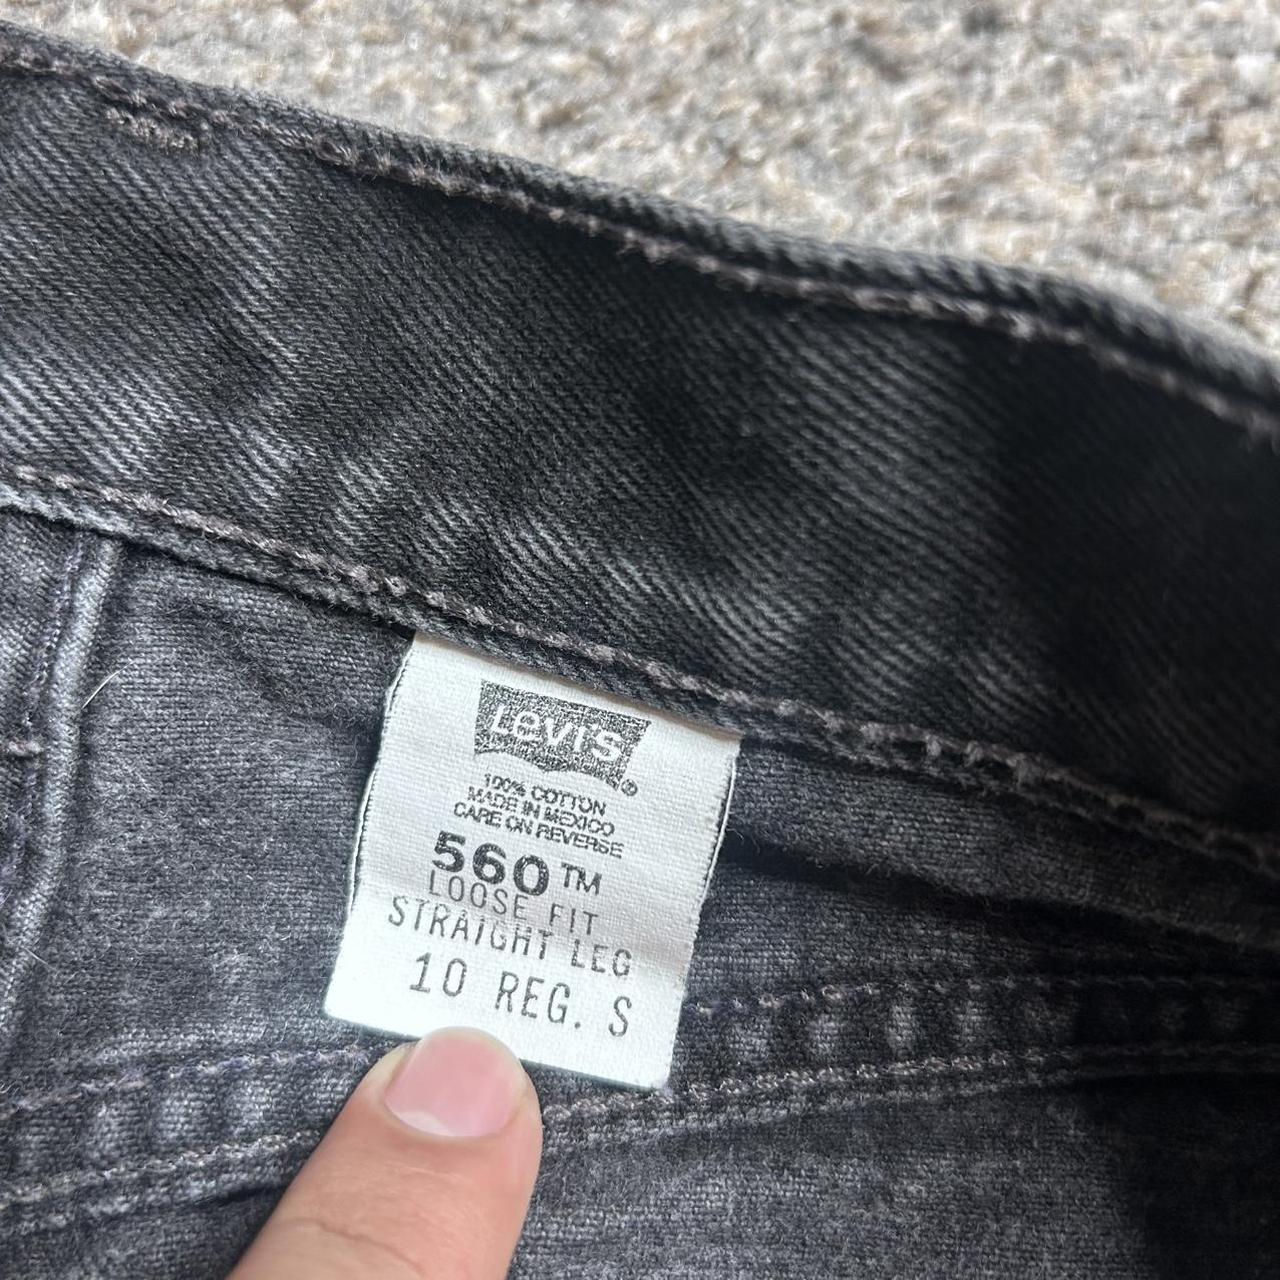 Levi's®
100% COTTON
MADE IN MEXICO
CARE ON REVERSE
560™
LOOSE FIT
STRAIGHT LEG
10 REG. S